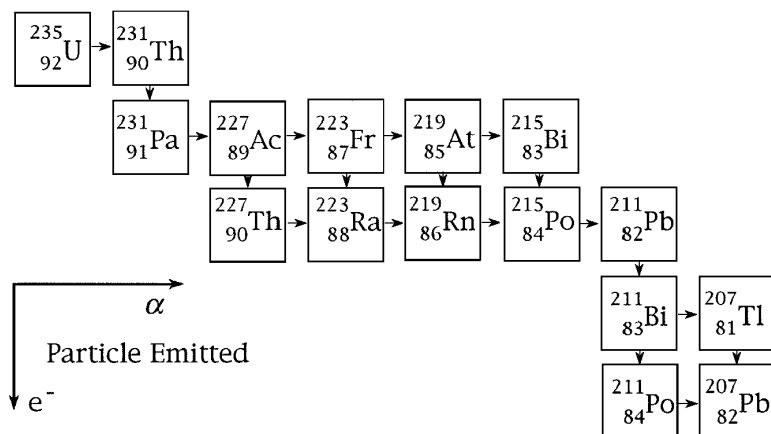 235 92 U 231 90 Th
231 91 Pa 227 89 Ac 223 87 Fr 219 85 At 215 83 Bi
227 90 Th 223 88 Ra 219 86 Rn 215 84 Po 211 82 Pb
α
211 83 Bi 207 81 Tl
Particle Emitted
e⁻
211 84 Po 207 82 Pb